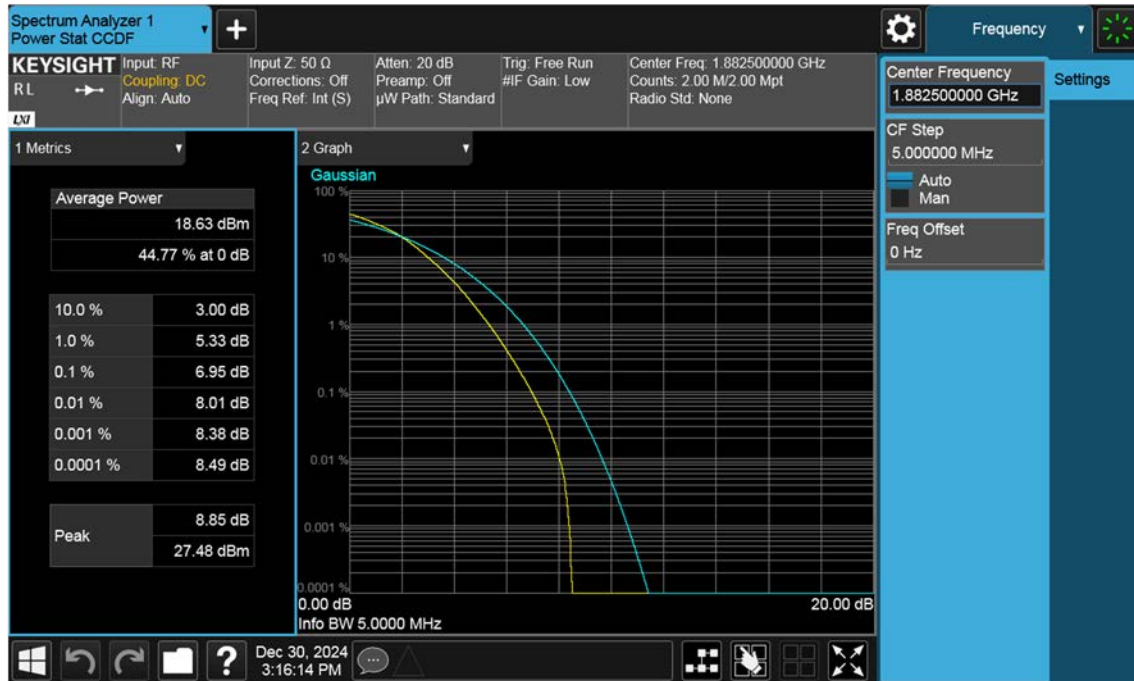 Spectrum Analyzer 1
Power Stat CCDF
Frequency
KEYSIGHT
R L
LXI
Input: RF
Coupling: DC
Align: Auto
Input Z: 50 Ω
Corrections: Off
Freq Ref: Int (S)
Atten: 20 dB
Preamp: Off
µW Path: Standard
Trig: Free Run
#IF Gain: Low
Center Freq: 1.882500000 GHz
Counts: 2.00 M/2.00 Mpt
Radio Std: None
Center Frequency
1.882500000 GHz
Settings
CF Step
5.000000 MHz
Auto
Man
Freq Offset
0 Hz
1 Metrics
Average Power
18.63 dBm
44.77 % at 0 dB
10.0 % 3.00 dB
1.0 % 5.33 dB
0.1 % 6.95 dB
0.01 % 8.01 dB
0.001 % 8.38 dB
0.0001 % 8.49 dB
Peak
8.85 dB
27.48 dBm
2 Graph
Gaussian
100 %
10 %
1 %
0.1 %
0.01 %
0.001 %
0.0001 %
0.00 dB 20.00 dB
Info BW 5.0000 MHz
?
Dec 30, 2024
3:16:14 PM